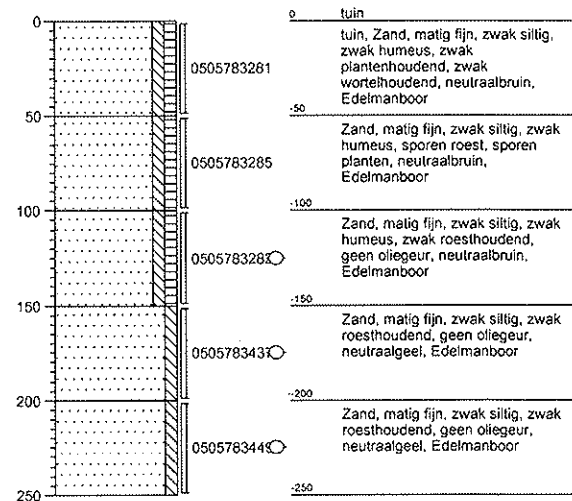 0
0505783281
50
0505783285
100
050578328
150
050578343
200
050578344
250
0 tuin
tuin, Zand, matig fijn, zwak siltig,
zwak humeus, zwak
plantenhoudend, zwak
wortelhoudend, neutraalbruin,
Edelmanboor
-50
Zand, matig fijn, zwak siltig, zwak
humeus, sporen roest, sporen
planten, neutraalbruin,
Edelmanboor
-100
Zand, matig fijn, zwak siltig, zwak
humeus, zwak roesthoudend,
geen oliegeur, neutraalbruin,
Edelmanboor
-150
Zand, matig fijn, zwak siltig, zwak
roesthoudend, geen oliegeur,
neutraalgeel, Edelmanboor
-200
Zand, matig fijn, zwak siltig, zwak
roesthoudend, geen oliegeur,
neutraalgeel, Edelmanboor
-250